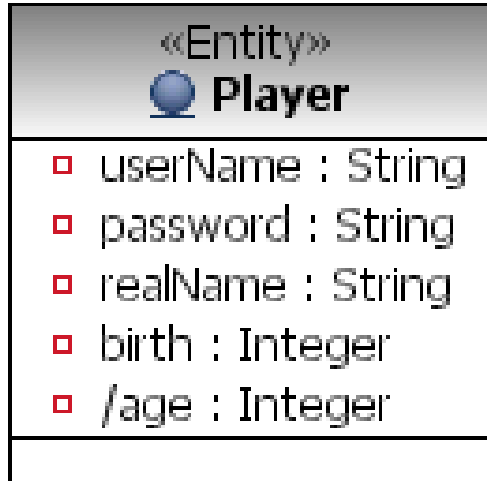 «Entity»
Player
userName : String
password : String
realName : String
birth : Integer
/age : Integer